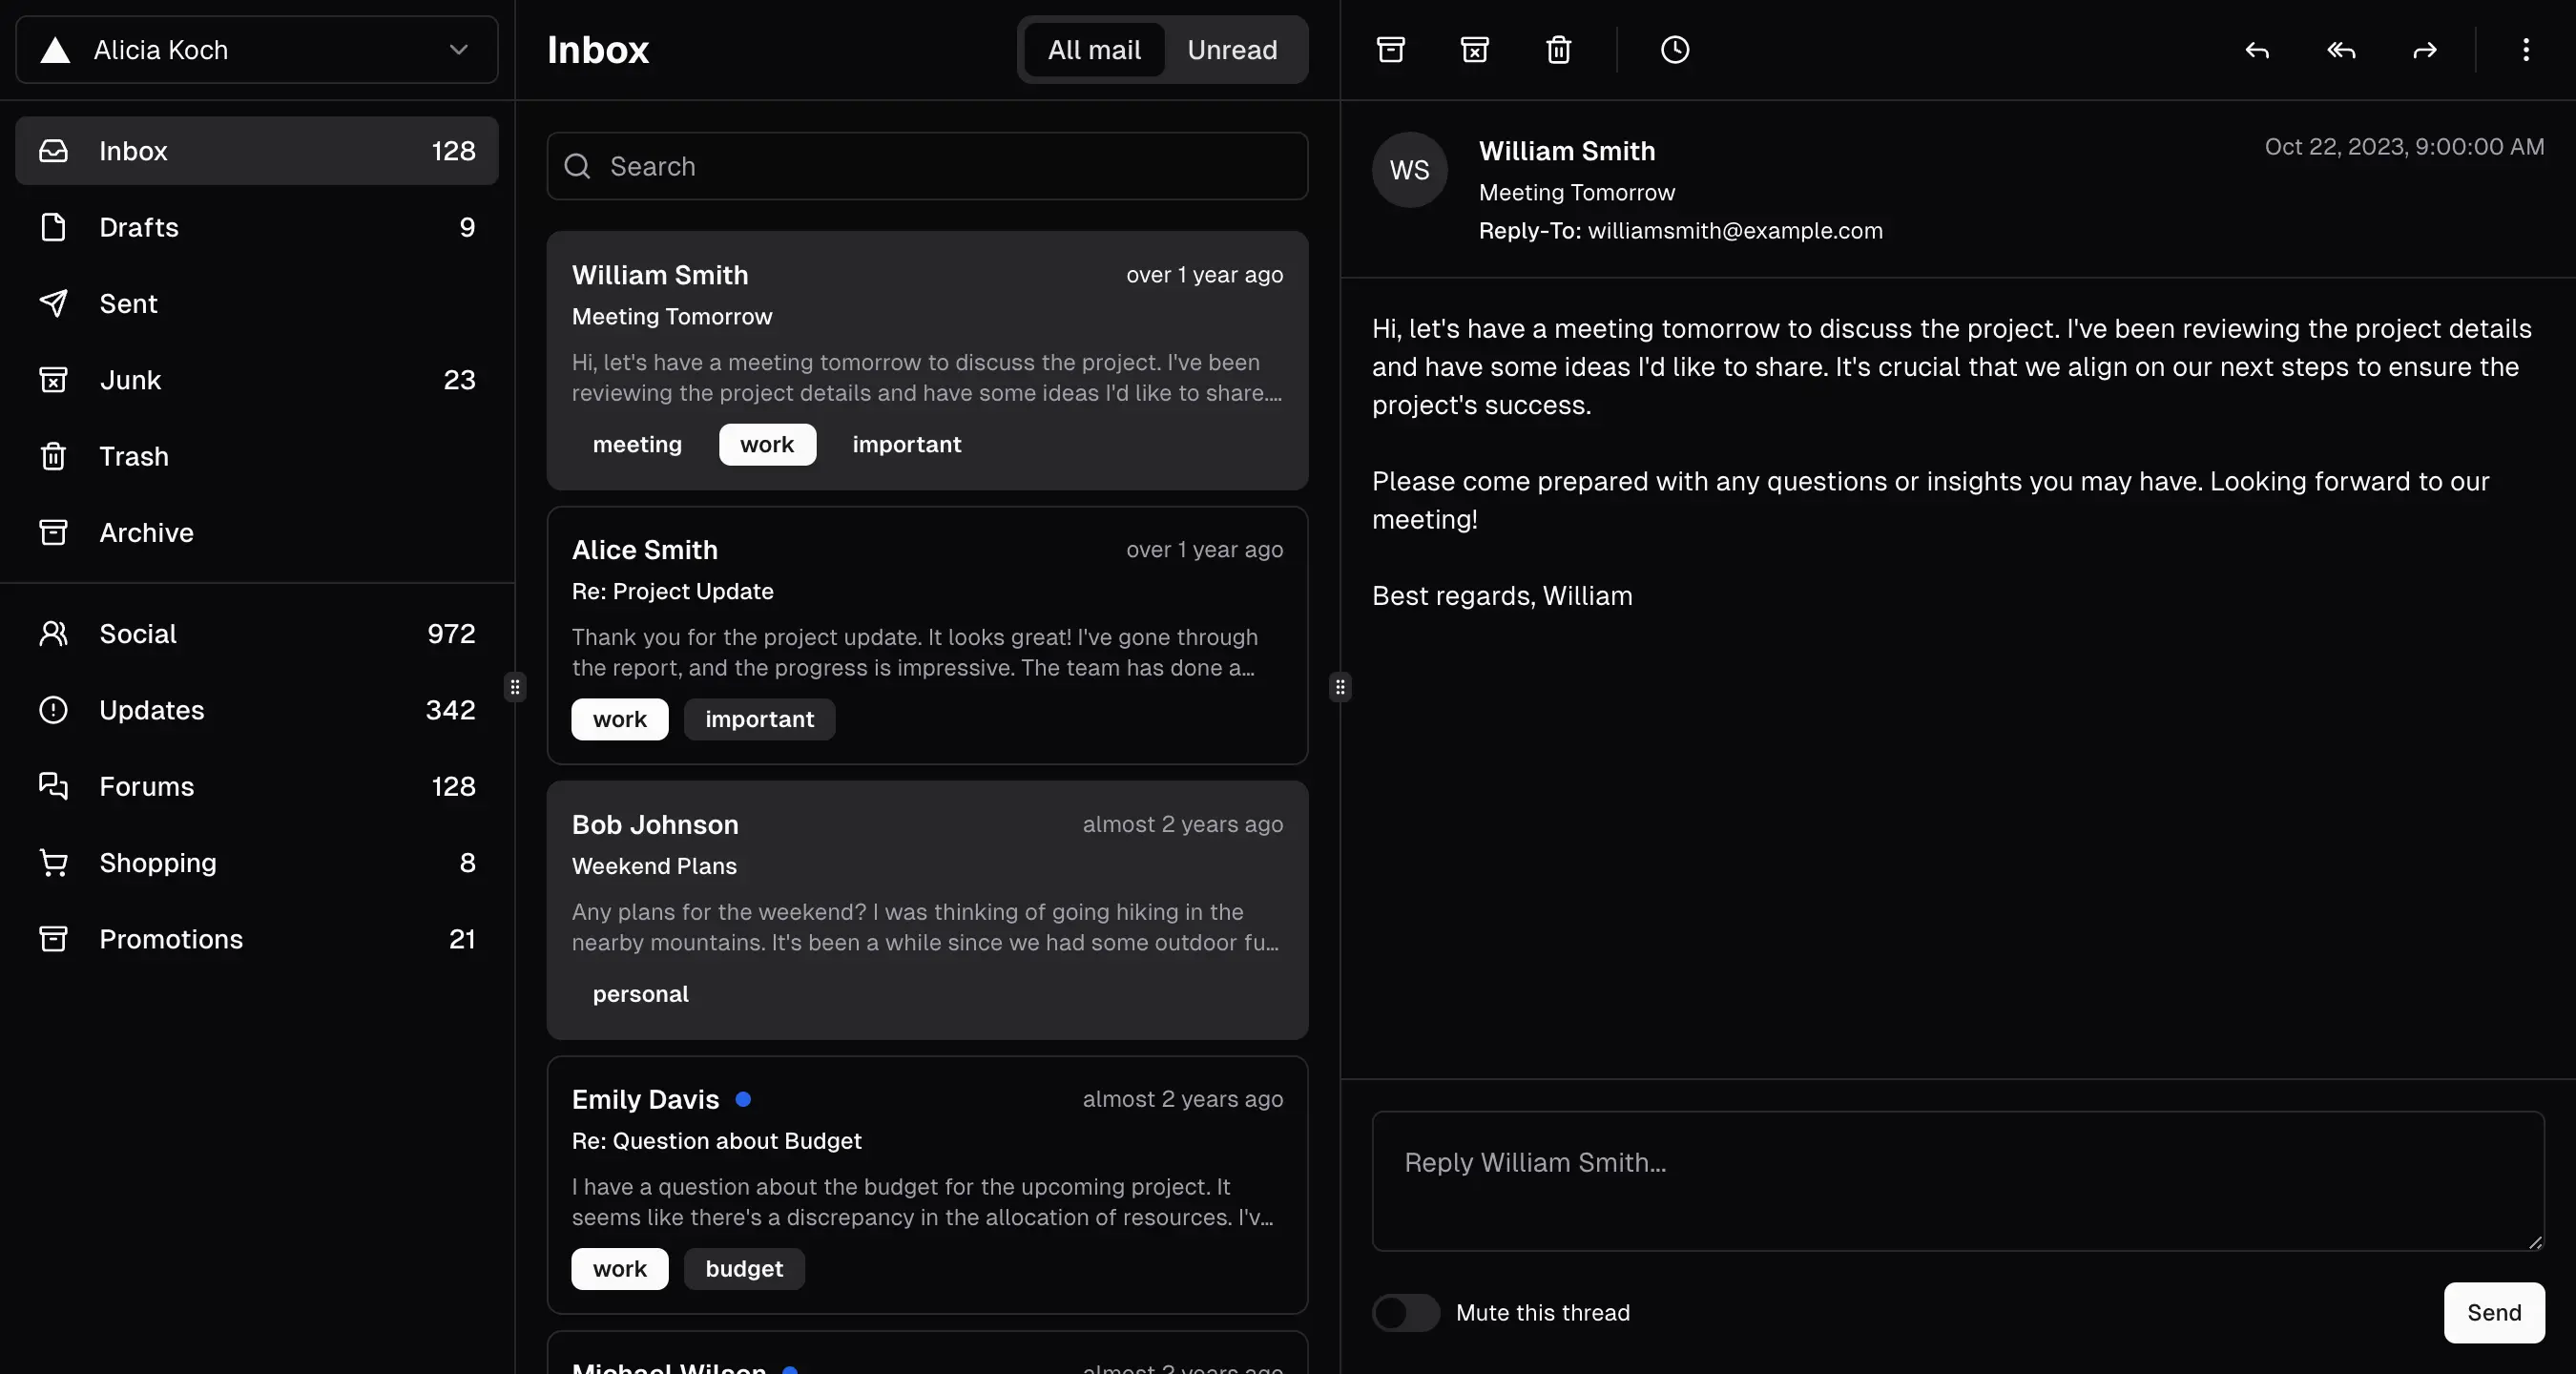 Alicia Koch
Inbox 128
Drafts 9
Sent
Junk 23
Trash
Archive
Social 972
Updates 342
Forums 128
Shopping 8
Promotions 21
Inbox
All mail Unread
Search
William Smith over 1 year ago
Meeting Tomorrow
Hi, let's have a meeting tomorrow to discuss the project. I've been
reviewing the project details and have some ideas I'd like to share....
meeting work important
Alice Smith over 1 year ago
Re: Project Update
Thank you for the project update. It looks great! I've gone through
the report, and the progress is impressive. The team has done a...
work important
Bob Johnson almost 2 years ago
Weekend Plans
Any plans for the weekend? I was thinking of going hiking in the
nearby mountains. It's been a while since we had some outdoor fu...
personal
Emily Davis almost 2 years ago
Re: Question about Budget
I have a question about the budget for the upcoming project. It
seems like there's a discrepancy in the allocation of resources. I'v...
work budget
Michael Wilson almost 2 years ago
WS
William Smith
Oct 22, 2023, 9:00:00 AM
Meeting Tomorrow
Reply-To: williamsmith@example.com
Hi, let's have a meeting tomorrow to discuss the project. I've been reviewing the project details
and have some ideas I'd like to share. It's crucial that we align on our next steps to ensure the
project's success.
Please come prepared with any questions or insights you may have. Looking forward to our
meeting!
Best regards, William
Reply William Smith...
Mute this thread
Send